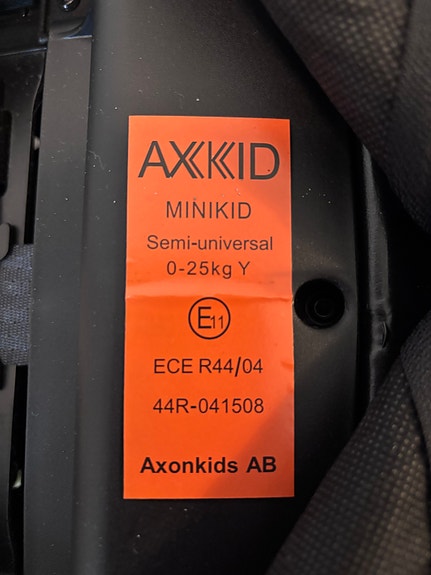 AXKID
MINIKID
Semi-universal
0-25kg Y
E11
ECE R44/04
44R-041508
Axonkids AB